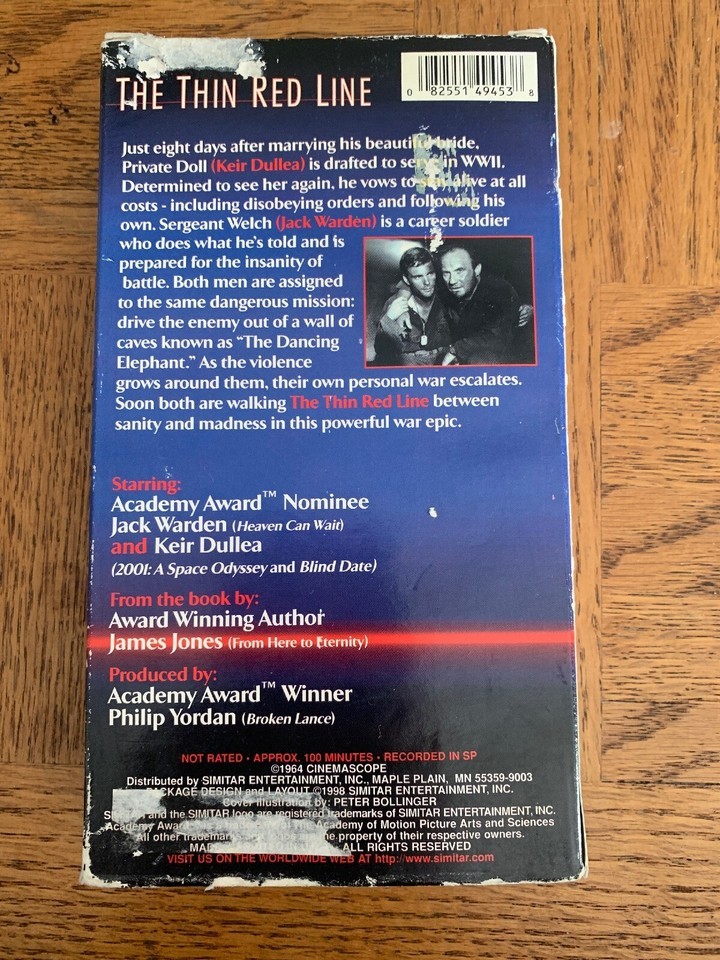 THE THIN RED LINE
0 82551 49453 8
Just eight days after marrying his beautiful bride,
Private Doll (Keir Dullea) is drafted to serve in WWII.
Determined to see her again, he vows to stay alive at all
costs - including disobeying orders and following his
own. Sergeant Welch (Jack Warden) is a career soldier
who does what he's told and is
prepared for the insanity of
battle. Both men are assigned
to the same dangerous mission:
drive the enemy out of a wall of
caves known as "The Dancing
Elephant." As the violence
grows around them, their own personal war escalates.
Soon both are walking The Thin Red Line between
sanity and madness in this powerful war epic.
Starring:
Academy Award™ Nominee
Jack Warden (Heaven Can Wait)
and Keir Dullea
(2001: A Space Odyssey and Blind Date)
From the book by:
Award Winning Author
James Jones (From Here to Eternity)
Produced by:
Academy Award™ Winner
Philip Yordan (Broken Lance)
NOT RATED · APPROX. 100 MINUTES · RECORDED IN SP
©1964 CINEMASCOPE
Distributed by SIMITAR ENTERTAINMENT, INC., MAPLE PLAIN, MN 55359-9003
PACKAGE DESIGN and LAYOUT ©1998 SIMITAR ENTERTAINMENT, INC.
Cover illustration by: PETER BOLLINGER
and the SIMITAR logo are registered trademarks of SIMITAR ENTERTAINMENT, INC.
Academy Award The Academy of Motion Picture Arts and Sciences
All other trademarks the property of their respective owners.
ALL RIGHTS RESERVED
VISIT US ON THE WORLDWIDE WEB AT http://www.simitar.com